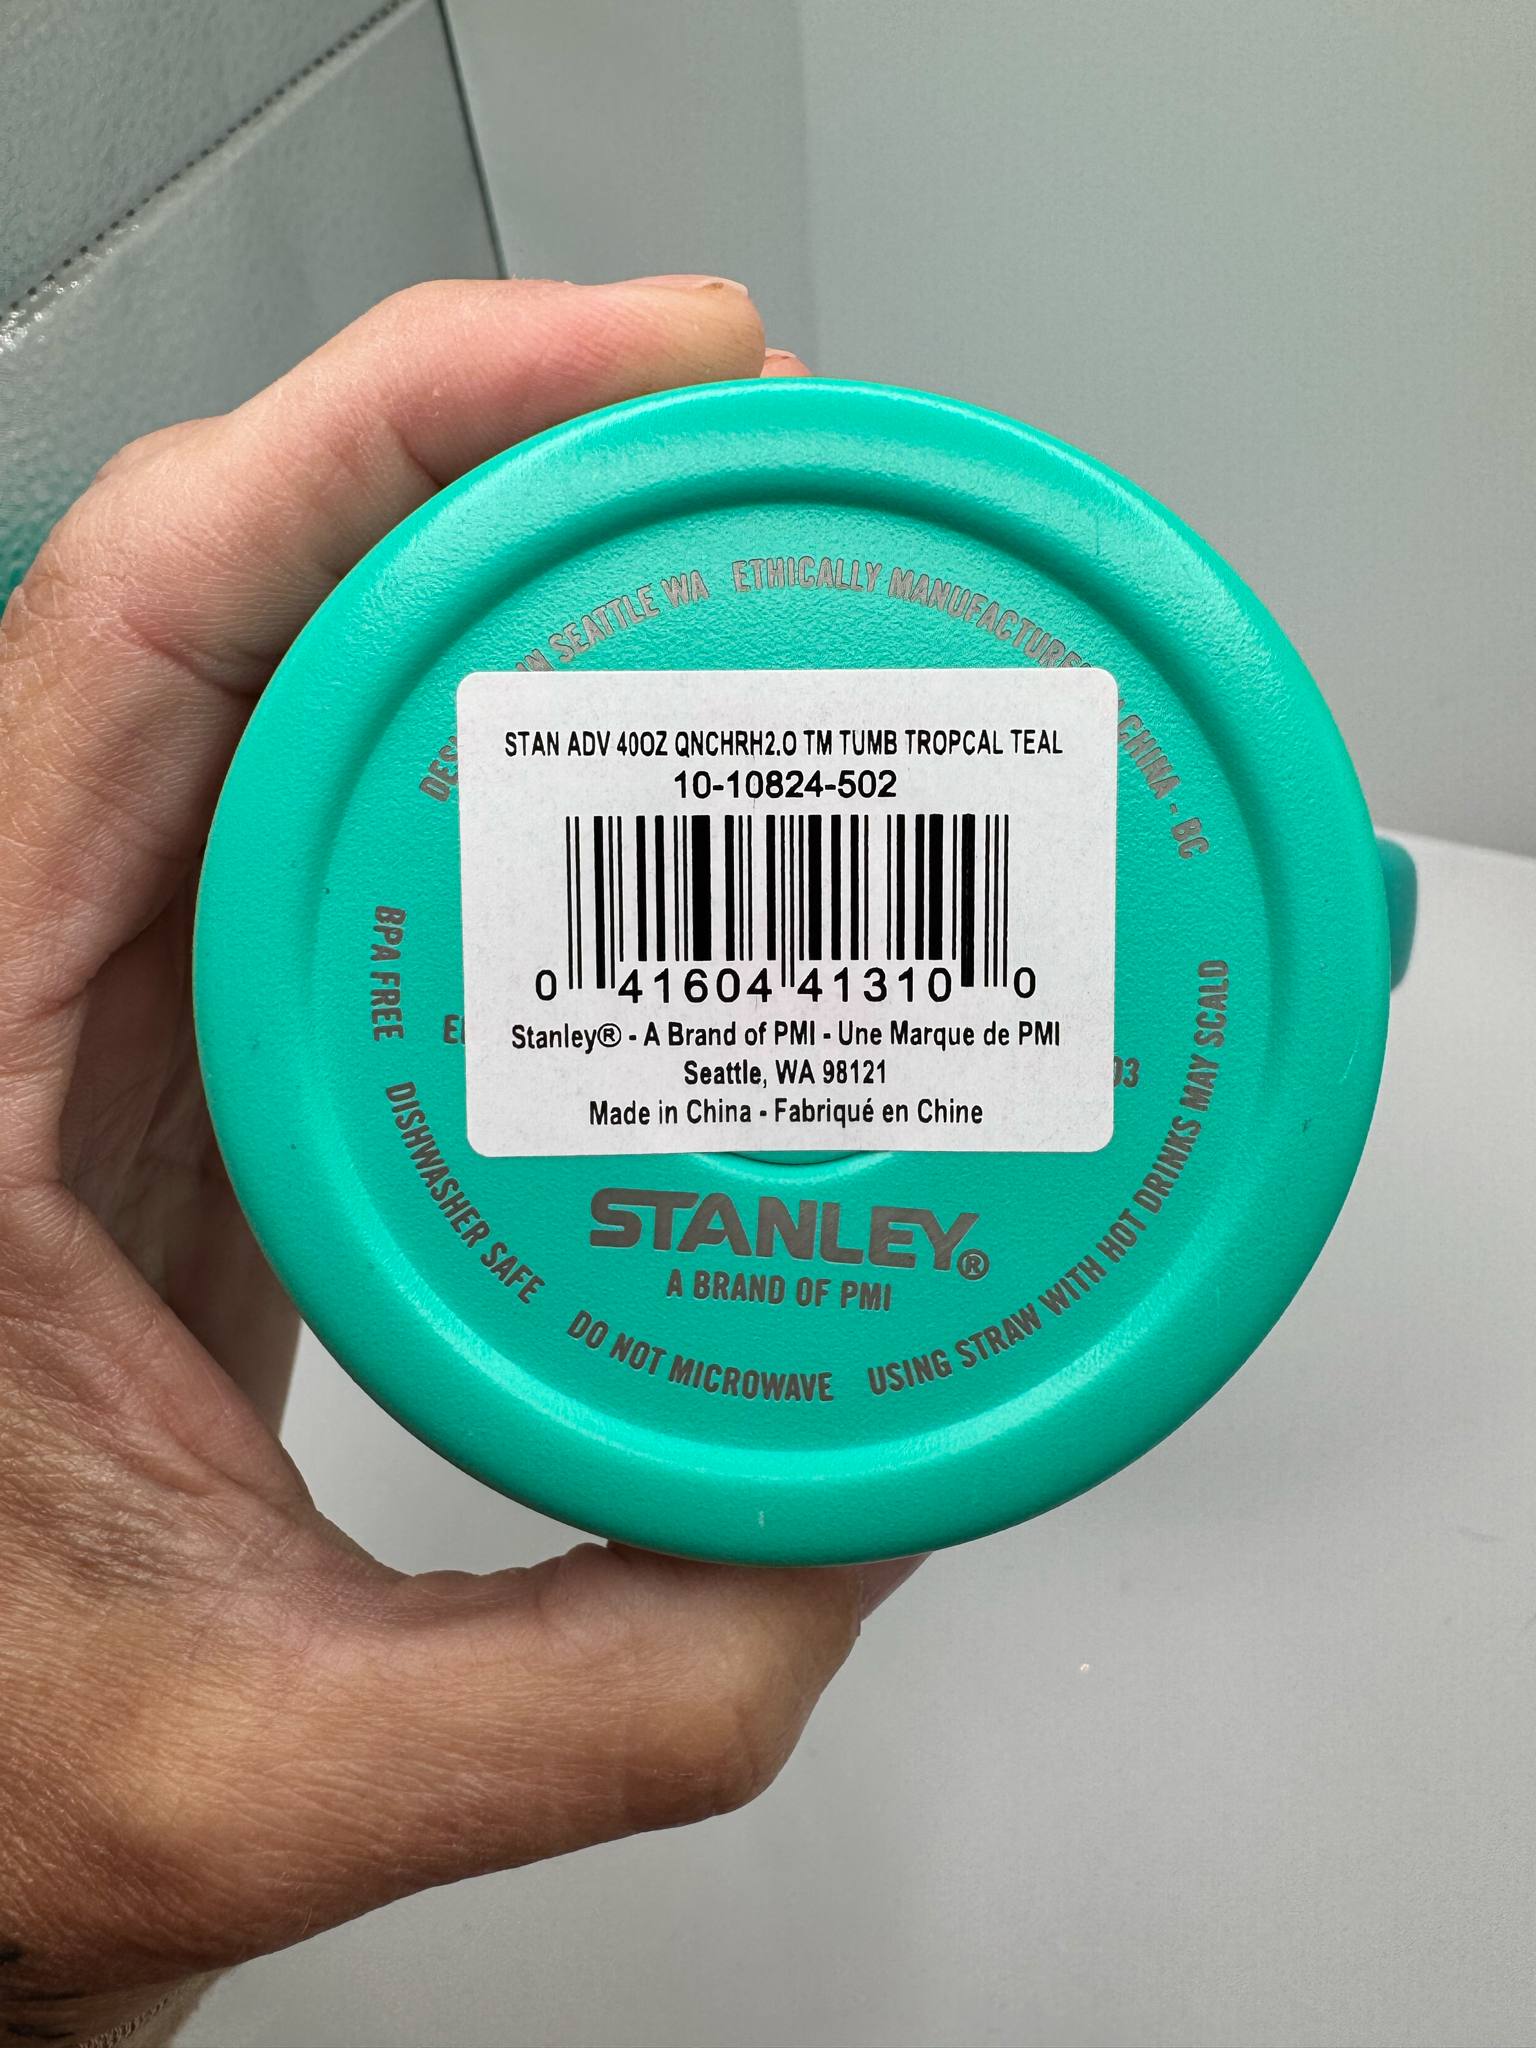 IN SEATTLE WA ETHICALLY MANUFACTURED
CHINA - BC
STAN ADV 40OZ QNCHRH2.O TM TUMB TROPCAL TEAL
10-10824-502
0 41604 41310 0
Stanley® - A Brand of PMI - Une Marque de PMI
Seattle, WA 98121
Made in China - Fabriqué en Chine
STANLEY®
A BRAND OF PMI
BPA FREE
DISHWASHER SAFE
DO NOT MICROWAVE
USING STRAW WITH HOT DRINKS MAY SCALD